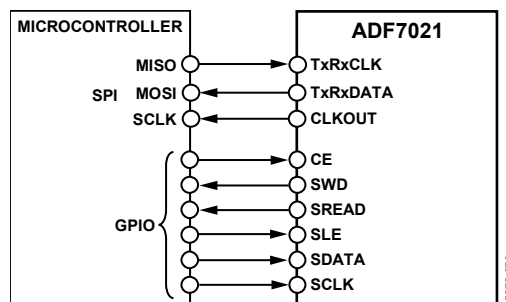 MICROCONTROLLER
ADF7021
MISO
TxRxCLK
SPI
MOSI
TxRxDATA
SCLK
CLKOUT
CE
SWD
SREAD
GPIO
SLE
SDATA
SCLK